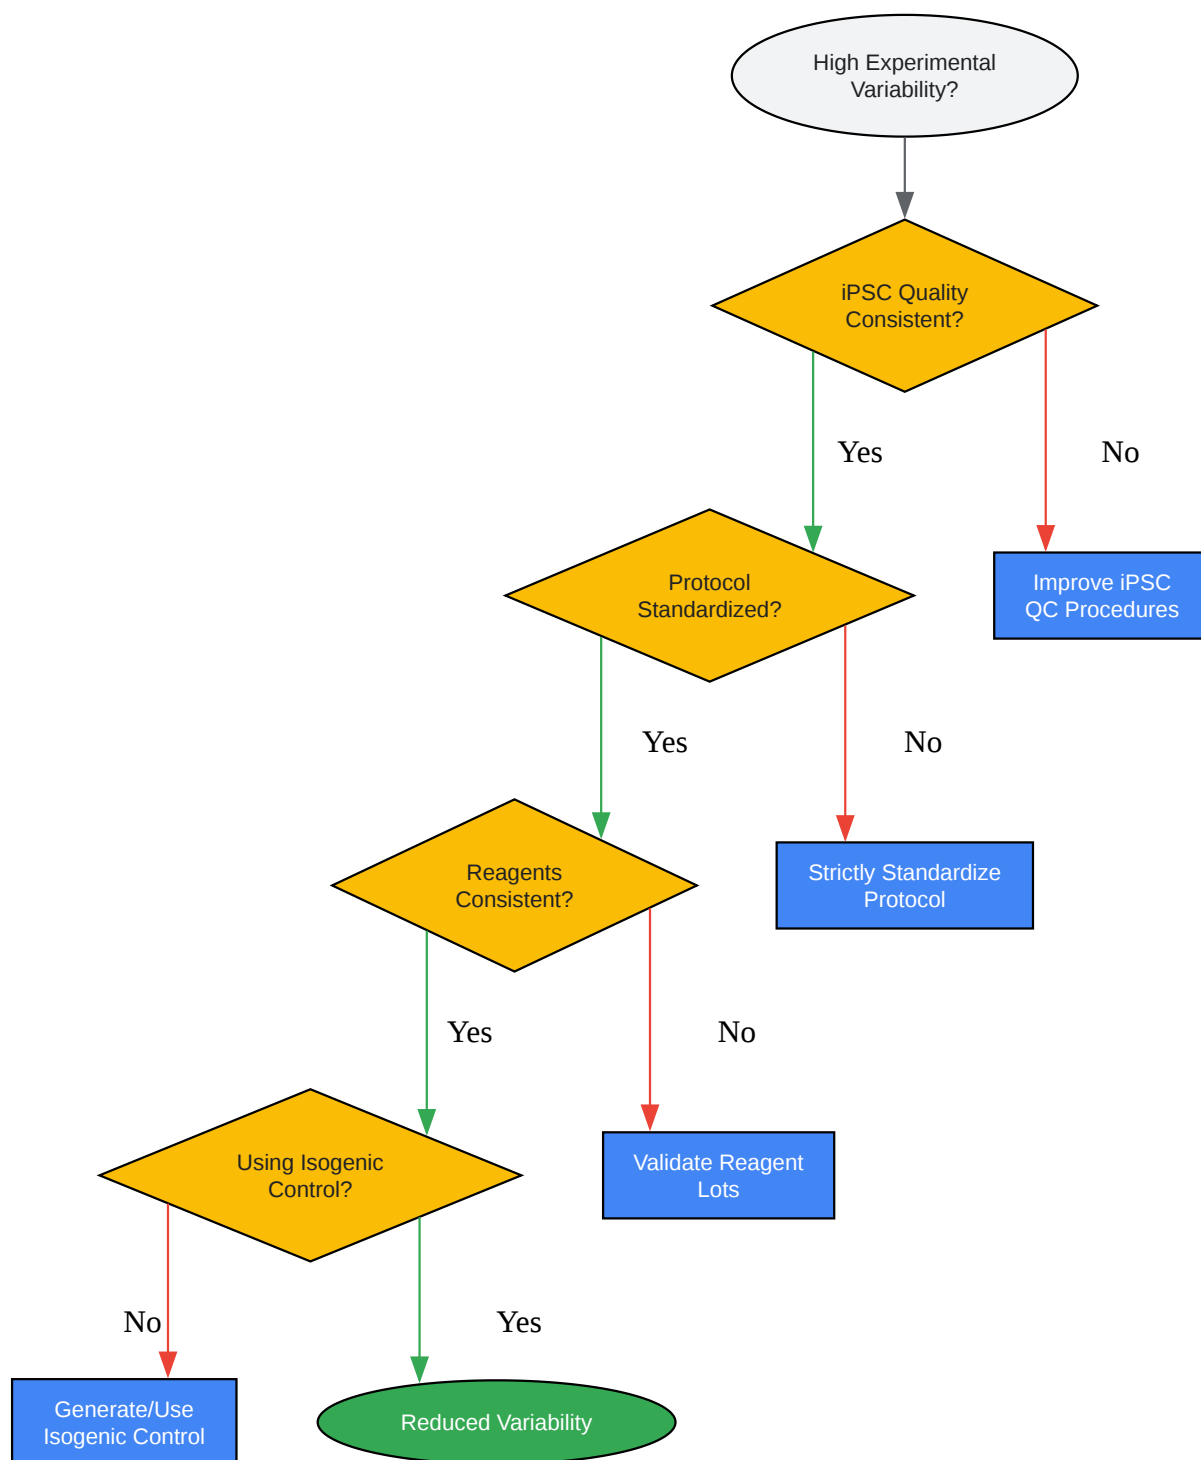 High Experimental
Variability?
iPSC Quality
Consistent?
Yes
No
Protocol
Standardized?
Improve iPSC
QC Procedures
Yes
No
Reagents
Consistent?
Strictly Standardize
Protocol
Yes
No
Using Isogenic
Control?
Validate Reagent
Lots
No
Yes
Generate/Use
Isogenic Control
Reduced Variability